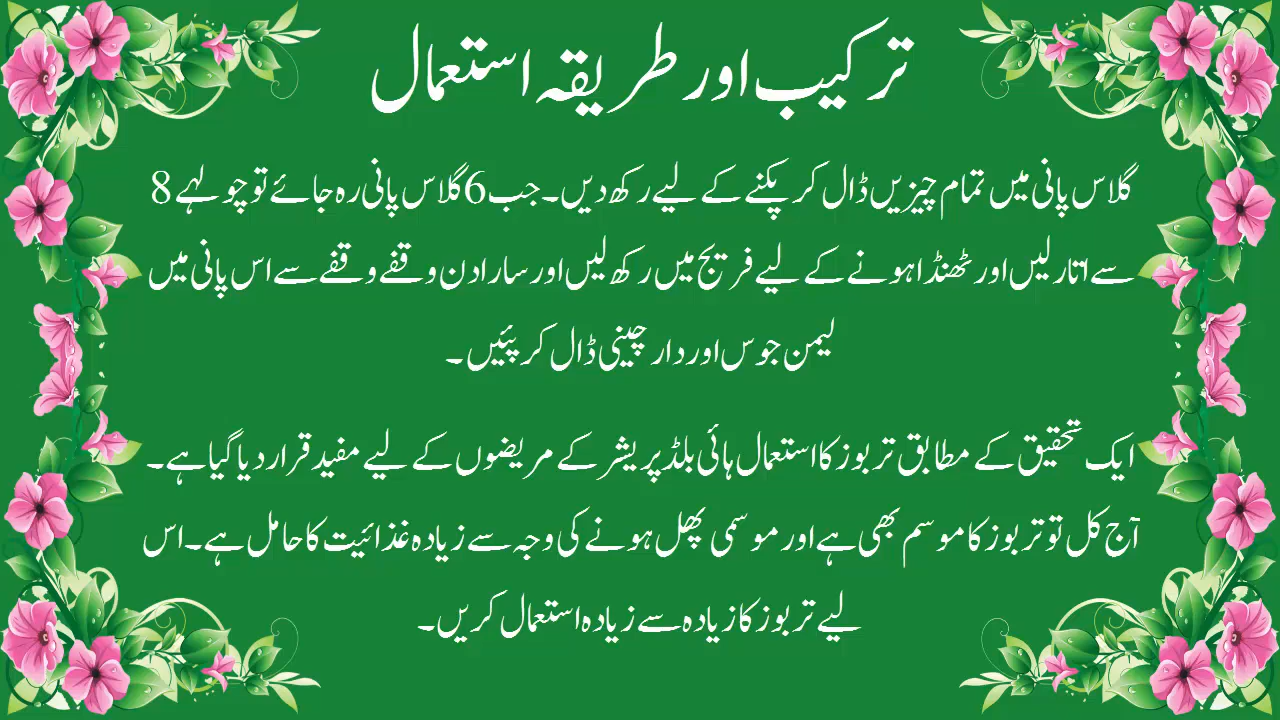 ترکیب اور طریقہ استعمال
گلاس پانی میں تمام چیزیں ڈال کر پکنے کے لیے رکھ دیں۔ جب 6 گلاس پانی رہ جائے تو چولہے 8
سے اتار لیں اور ٹھنڈا ہونے کے لیے فریج میں رکھ لیں اور سارا دن وقفے وقفے سے اس پانی میں
لیمن جوس اور دار چینی ڈال کر پئیں۔
ایک تحقیق کے مطابق تربوز کا استعمال ہائی بلڈ پریشر کے مریضوں کے لیے مفید قرار دیا گیا ہے۔
آج کل تو تربوز کا موسم بھی ہے اور موسمی پھل ہونے کی وجہ سے زیادہ غذائیت کا حامل ہے۔ اس
لیے تربوز کا زیادہ سے زیادہ استعمال کریں۔